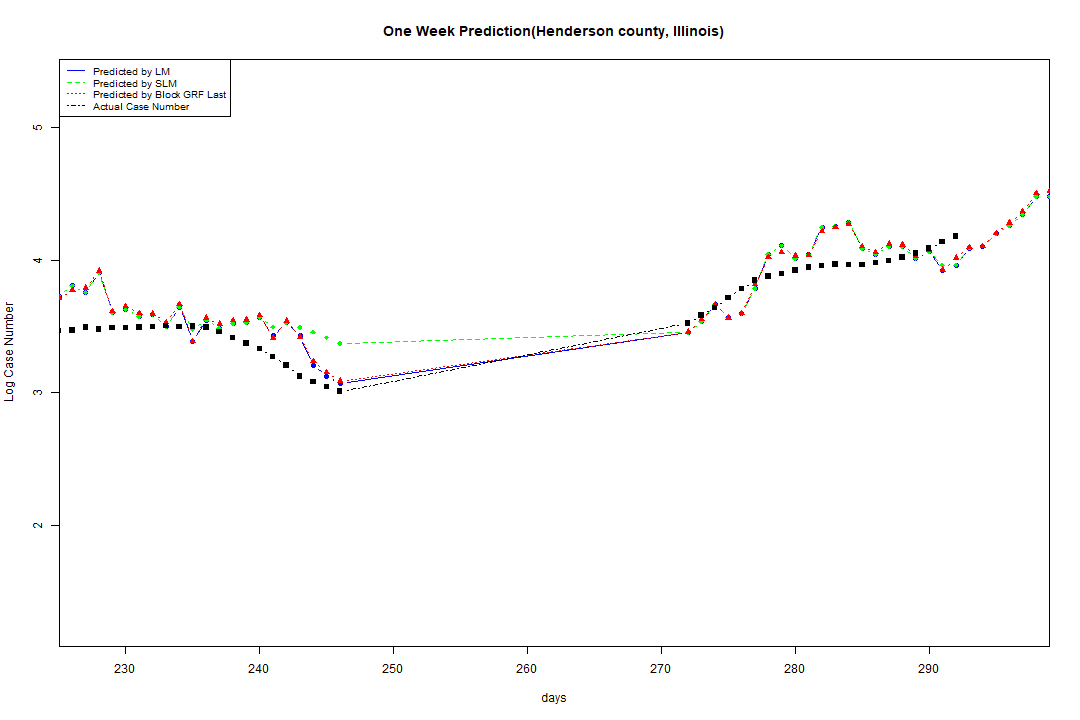 One Week Prediction(Henderson county, Illinois)
Predicted by LM
Predicted by SLM
Predicted by Block GRF Last
Actual Case Number
5
4
3
2
Log Case Number
230 240 250 260 270 280 290
days